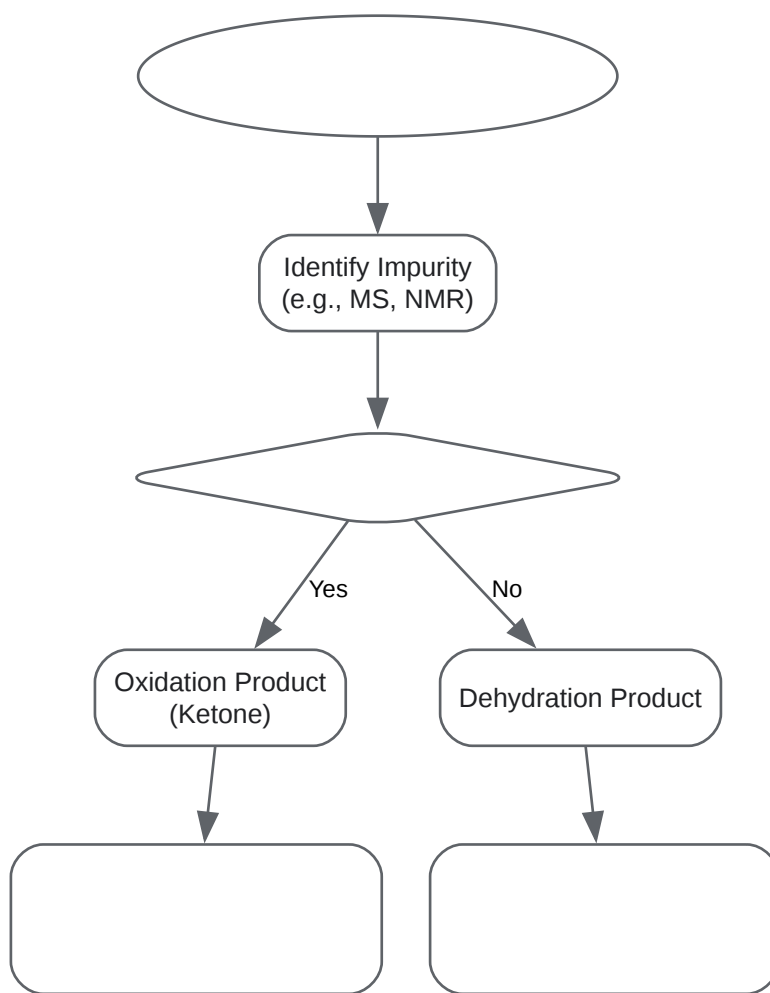 Identify Impurity
(e.g., MS, NMR)
Yes
No
Oxidation Product
(Ketone)
Dehydration Product